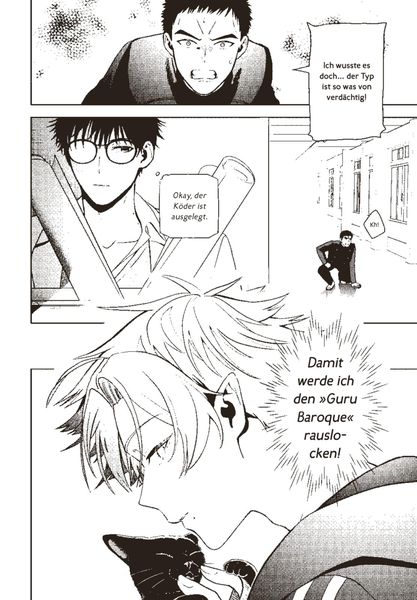 Ich wusste es
doch... der Typ
ist so was von
verdächtig!
Okay, der
Köder ist
ausgelegt.
Kh!
Damit
werde ich
den »Guru
Baroque«
rauslo-
cken!